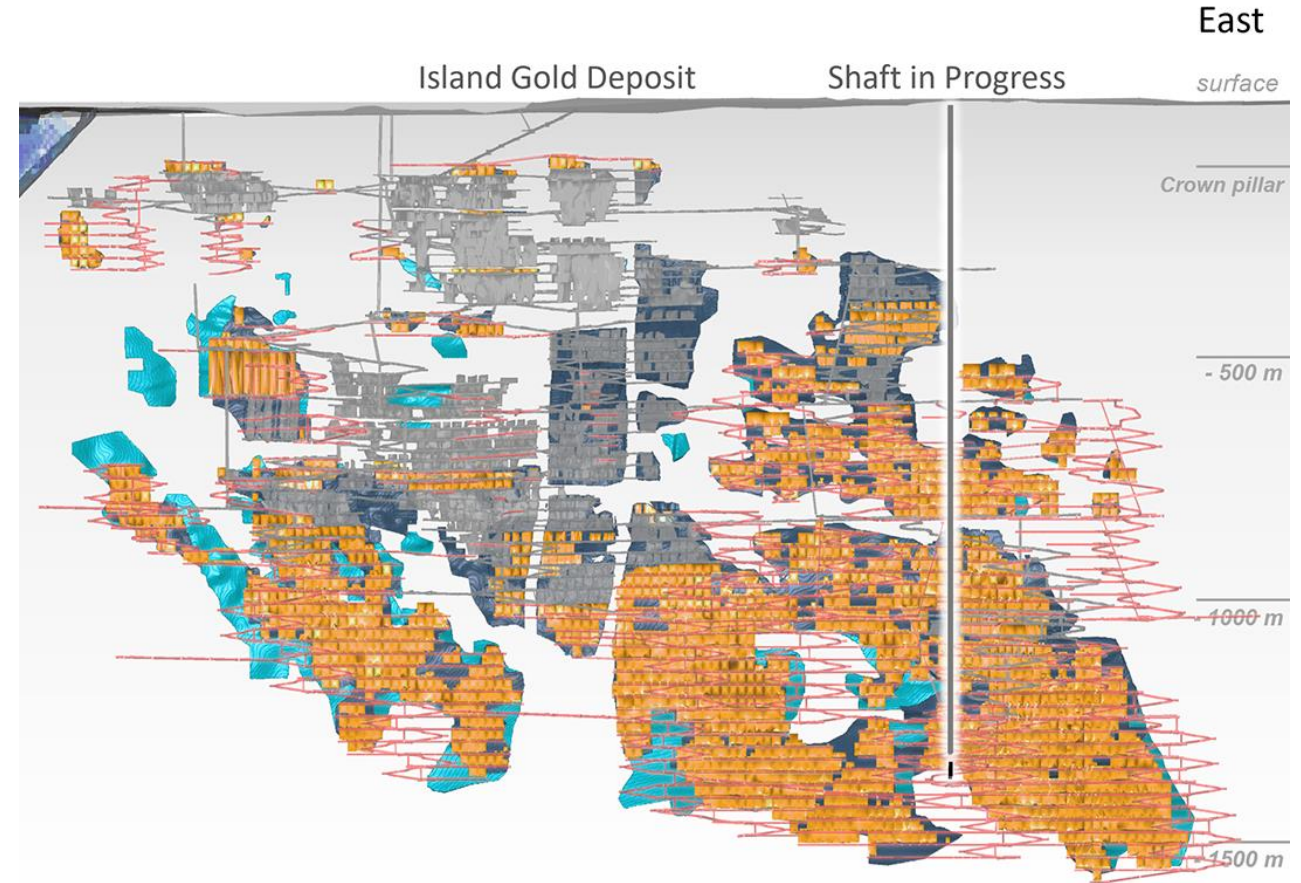 East
Island Gold Deposit
Shaft in Progress
surface
Crown pillar
- 500 m
- 1000 m
- 1500 m